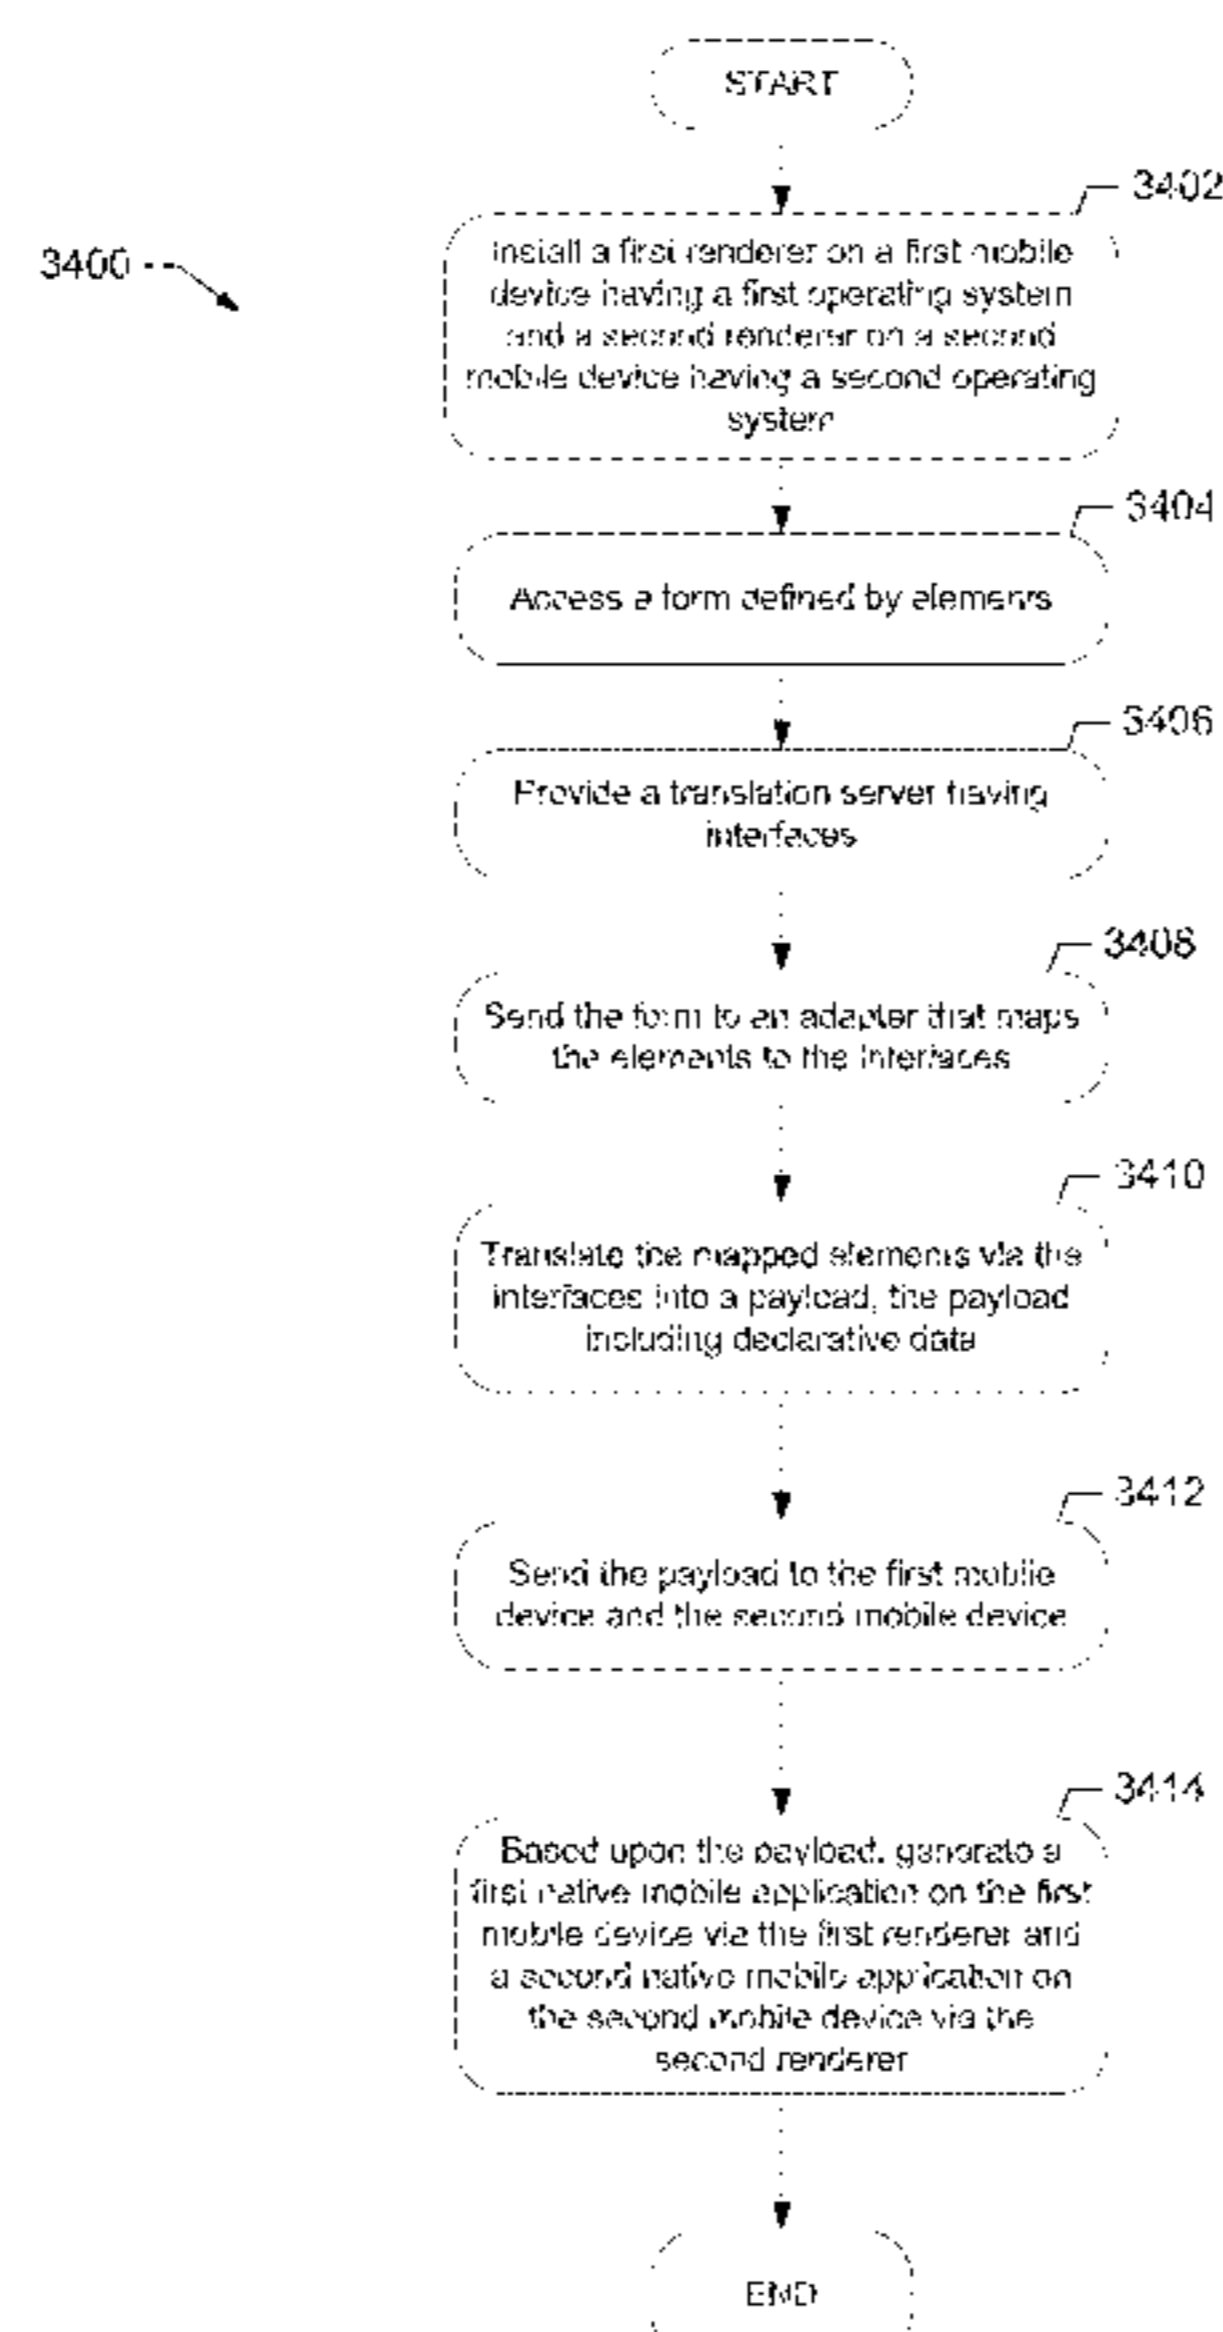 START
3402
3400
Install a first renderer on a first mobile
device having a first operating system
and a second renderer on a second
mobile device having a second operating
system
3404
Access a form defined by elements
3406
Provide a translation server having
interfaces
3408
Send the form to an adapter that maps
the elements to the interfaces
3410
Translate the mapped elements via the
interfaces into a payload, the payload
including declarative data
3412
Send the payload to the first mobile
device and the second mobile device
3414
Based upon the payload, generate a
first native mobile application on the first
mobile device via the first renderer and
a second native mobile application on
the second mobile device via the
second renderer
END